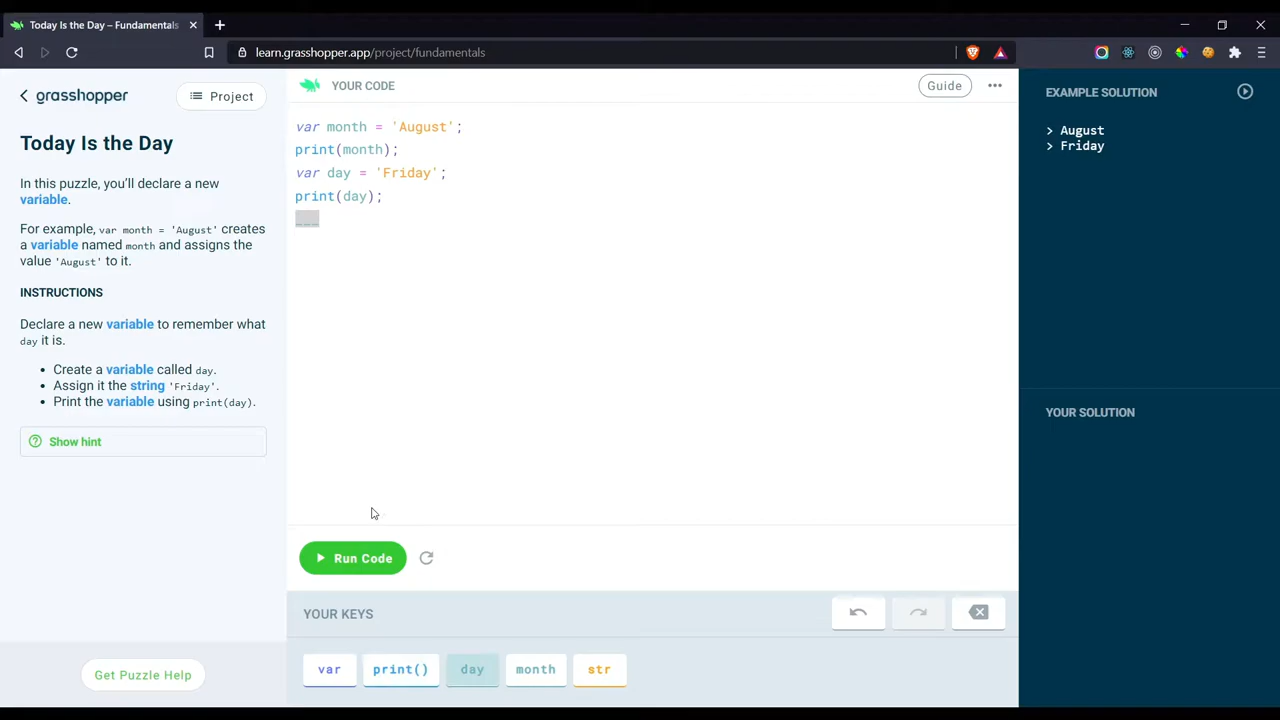 Today Is the Day – Fundamentals
learn.grasshopper.app/project/fundamentals
grasshopper
Project
Today Is the Day
In this puzzle, you'll declare a new
variable.
For example, var month = 'August' creates
a variable named month and assigns the
value 'August' to it.
INSTRUCTIONS
Declare a new variable to remember what
day it is.
• Create a variable called day.
• Assign it the string 'Friday'.
• Print the variable using print(day).
Show hint
Get Puzzle Help
YOUR CODE
Guide
var month = 'August';
print(month);
var day = 'Friday';
print(day);
___
Run Code
YOUR KEYS
var
print()
day
month
str
EXAMPLE SOLUTION
> August
> Friday
YOUR SOLUTION